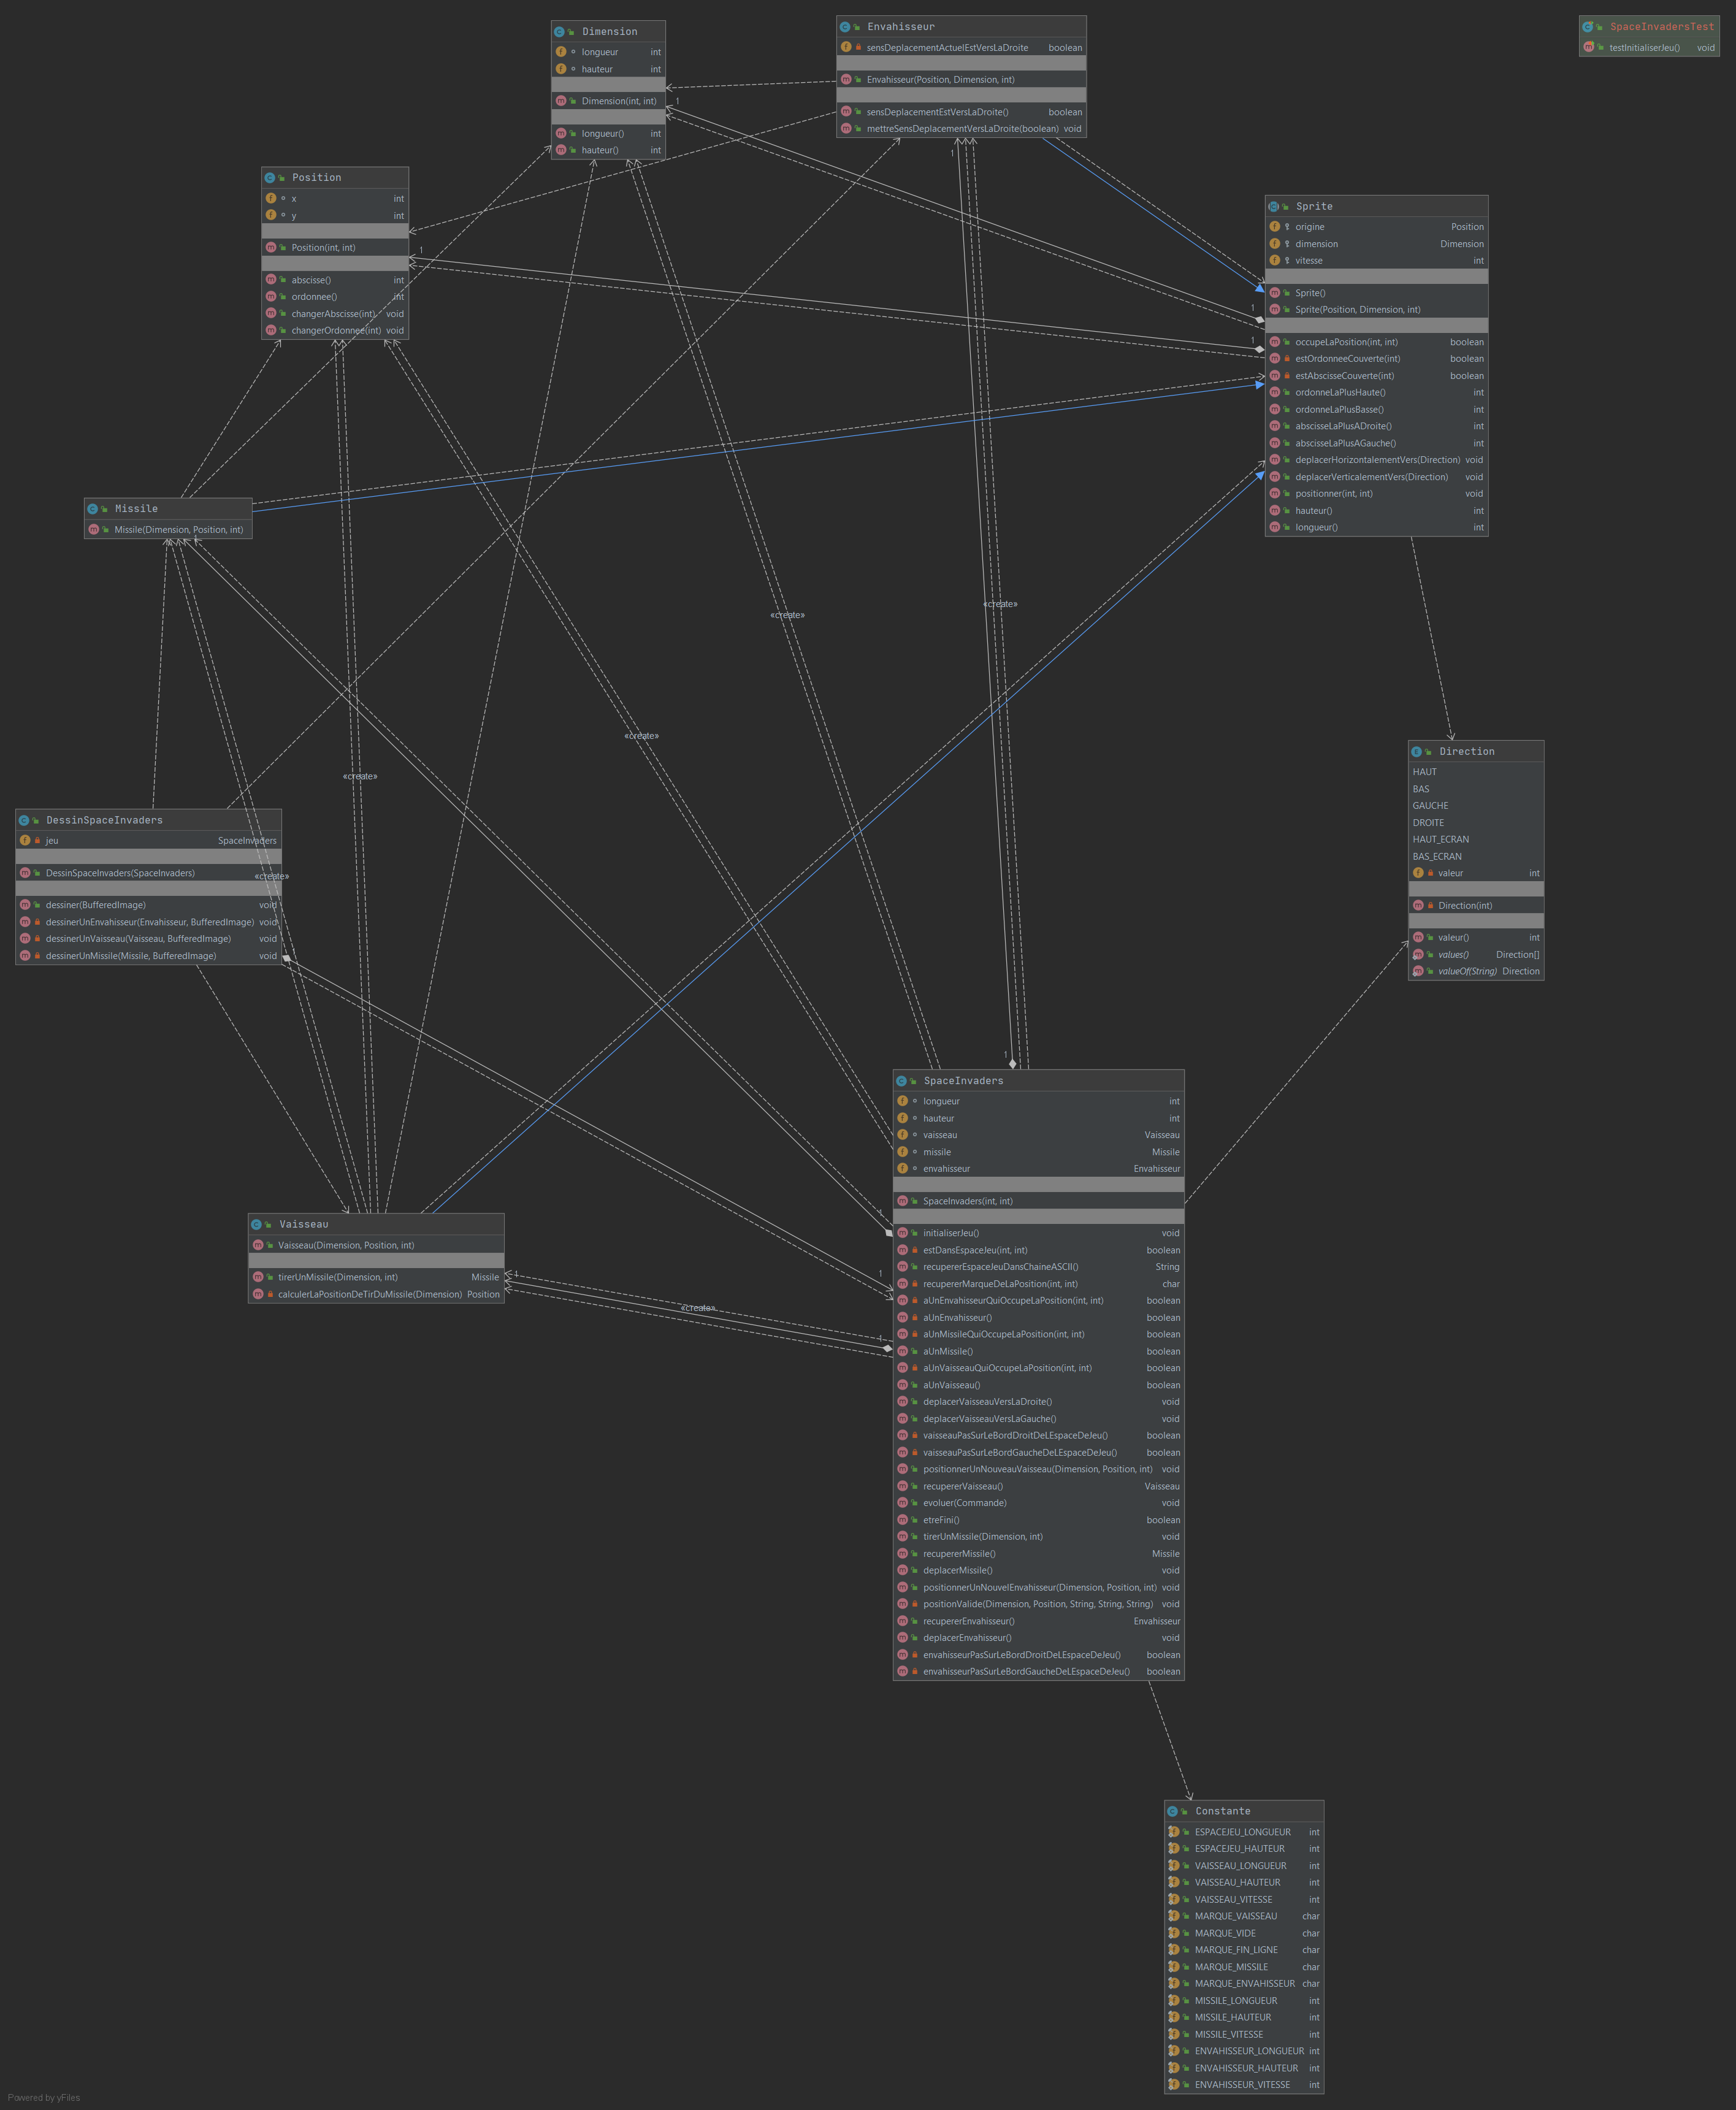 Dimension
longueur int
hauteur int
Dimension(int, int)
longueur() int
hauteur() int
1
Envahisseur
sensDeplacementActuelEstVersLaDroite boolean
Envahisseur(Position, Dimension, int)
sensDeplacementEstVersLaDroite() boolean
mettreSensDeplacementVersLaDroite(boolean) void
1
SpaceInvadersTest
testInitialiserJeu() void
Position
x int
y int
Position(int, int)
abscisse() int
ordonnee() int
changerAbscisse(int) void
changerOrdonnee(int) void
1
Sprite
origine Position
dimension Dimension
vitesse int
Sprite()
Sprite(Position, Dimension, int)
occupeLaPosition(int, int) boolean
estOrdonneeCouverte(int) boolean
estAbscisseCouverte(int) boolean
ordonneLaPlusHaute() int
ordonneLaPlusBasse() int
abscisseLaPlusADroite() int
abscisseLaPlusAGauche() int
deplacerHorizontalementVers(Direction) void
deplacerVerticalementVers(Direction) void
positionner(int, int) void
hauteur() int
longueur() int
1
1
Missile
Missile(Dimension, Position, int)
1
«create»
«create»
«create»
«create»
Direction
HAUT
BAS
GAUCHE
DROITE
HAUT_ECRAN
BAS_ECRAN
valeur int
Direction(int)
valeur() int
values() Direction[]
valueOf(String) Direction
DessinSpaceInvaders
jeu SpaceInvaders
DessinSpaceInvaders(SpaceInvaders)
«create»
dessiner(BufferedImage) void
dessinerUnEnvahisseur(Envahisseur, BufferedImage) void
dessinerUnVaisseau(Vaisseau, BufferedImage) void
dessinerUnMissile(Missile, BufferedImage) void
1
Vaisseau
Vaisseau(Dimension, Position, int)
tirerUnMissile(Dimension, int) Missile
calculerLaPositionDeTirDuMissile(Dimension) Position
1
«create»
1
1
1
1
SpaceInvaders
longueur int
hauteur int
vaisseau Vaisseau
missile Missile
envahisseur Envahisseur
SpaceInvaders(int, int)
initialiserJeu() void
estDansEspaceJeu(int, int) boolean
recupererEspaceJeuDansChaineASCII() String
recupererMarqueDeLaPosition(int, int) char
aUnEnvahisseurQuiOccupeLaPosition(int, int) boolean
aUnEnvahisseur() boolean
aUnMissileQuiOccupeLaPosition(int, int) boolean
aUnMissile() boolean
aUnVaisseauQuiOccupeLaPosition(int, int) boolean
aUnVaisseau() boolean
deplacerVaisseauVersLaDroite() void
deplacerVaisseauVersLaGauche() void
vaisseauPasSurLeBordDroitDeLEspaceDeJeu() boolean
vaisseauPasSurLeBordGaucheDeLEspaceDeJeu() boolean
positionnerUnNouveauVaisseau(Dimension, Position, int) void
recupererVaisseau() Vaisseau
evoluer(Commande) void
etreFini() boolean
tirerUnMissile(Dimension, int) void
recupererMissile() Missile
deplacerMissile() void
positionnerUnNouvelEnvahisseur(Dimension, Position, int) void
positionValide(Dimension, Position, String, String, String) void
recupererEnvahisseur() Envahisseur
deplacerEnvahisseur() void
envahisseurPasSurLeBordDroitDeLEspaceDeJeu() boolean
envahisseurPasSurLeBordGaucheDeLEspaceDeJeu() boolean
Constante
ESPACEJEU_LONGUEUR int
ESPACEJEU_HAUTEUR int
VAISSEAU_LONGUEUR int
VAISSEAU_HAUTEUR int
VAISSEAU_VITESSE int
MARQUE_VAISSEAU char
MARQUE_VIDE char
MARQUE_FIN_LIGNE char
MARQUE_MISSILE char
MARQUE_ENVAHISSEUR char
MISSILE_LONGUEUR int
MISSILE_HAUTEUR int
MISSILE_VITESSE int
ENVAHISSEUR_LONGUEUR int
ENVAHISSEUR_HAUTEUR int
ENVAHISSEUR_VITESSE int
Powered by yFiles